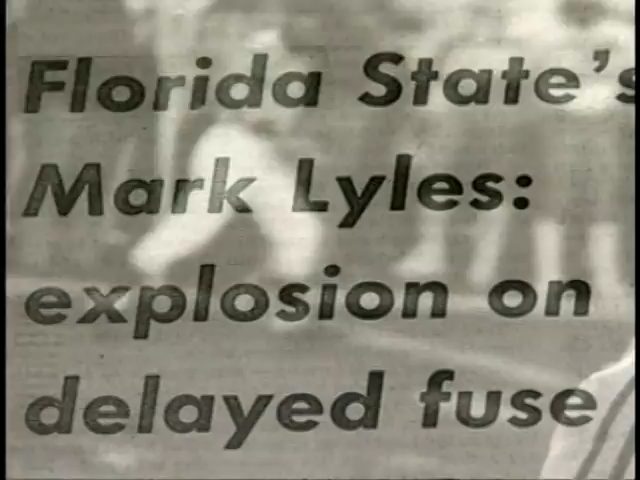 Florida State's
Mark Lyles:
explosion on
delayed fuse